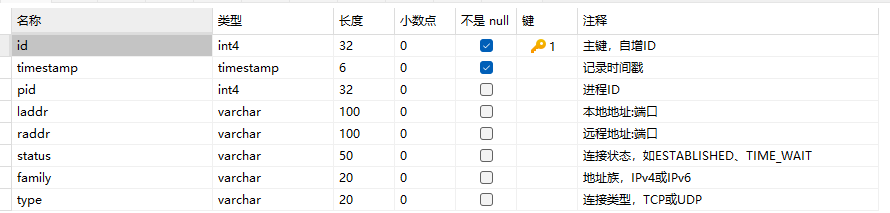 名称 类型 长度 小数点 不是 null 键 注释
id int4 32 0 1 主键，自增ID
timestamp timestamp 6 0 记录时间戳
pid int4 32 0 进程ID
laddr varchar 100 0 本地地址:端口
raddr varchar 100 0 远程地址:端口
status varchar 50 0 连接状态，如ESTABLISHED、TIME_WAIT
family varchar 20 0 地址族，IPv4或IPv6
type varchar 20 0 连接类型，TCP或UDP